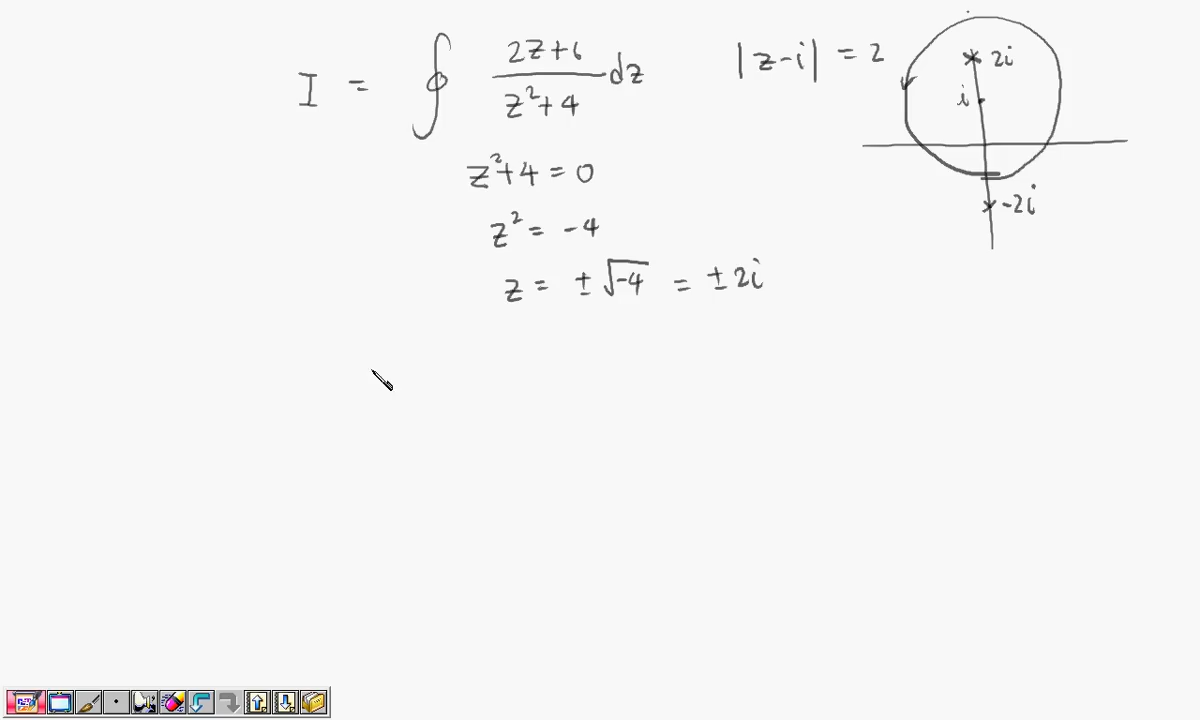 I = ∮ (2z+6)/(z²+4) dz |z-i| = 2
z²+4 = 0
z² = -4
z = ±√-4 = ±2i
2i
i
-2i